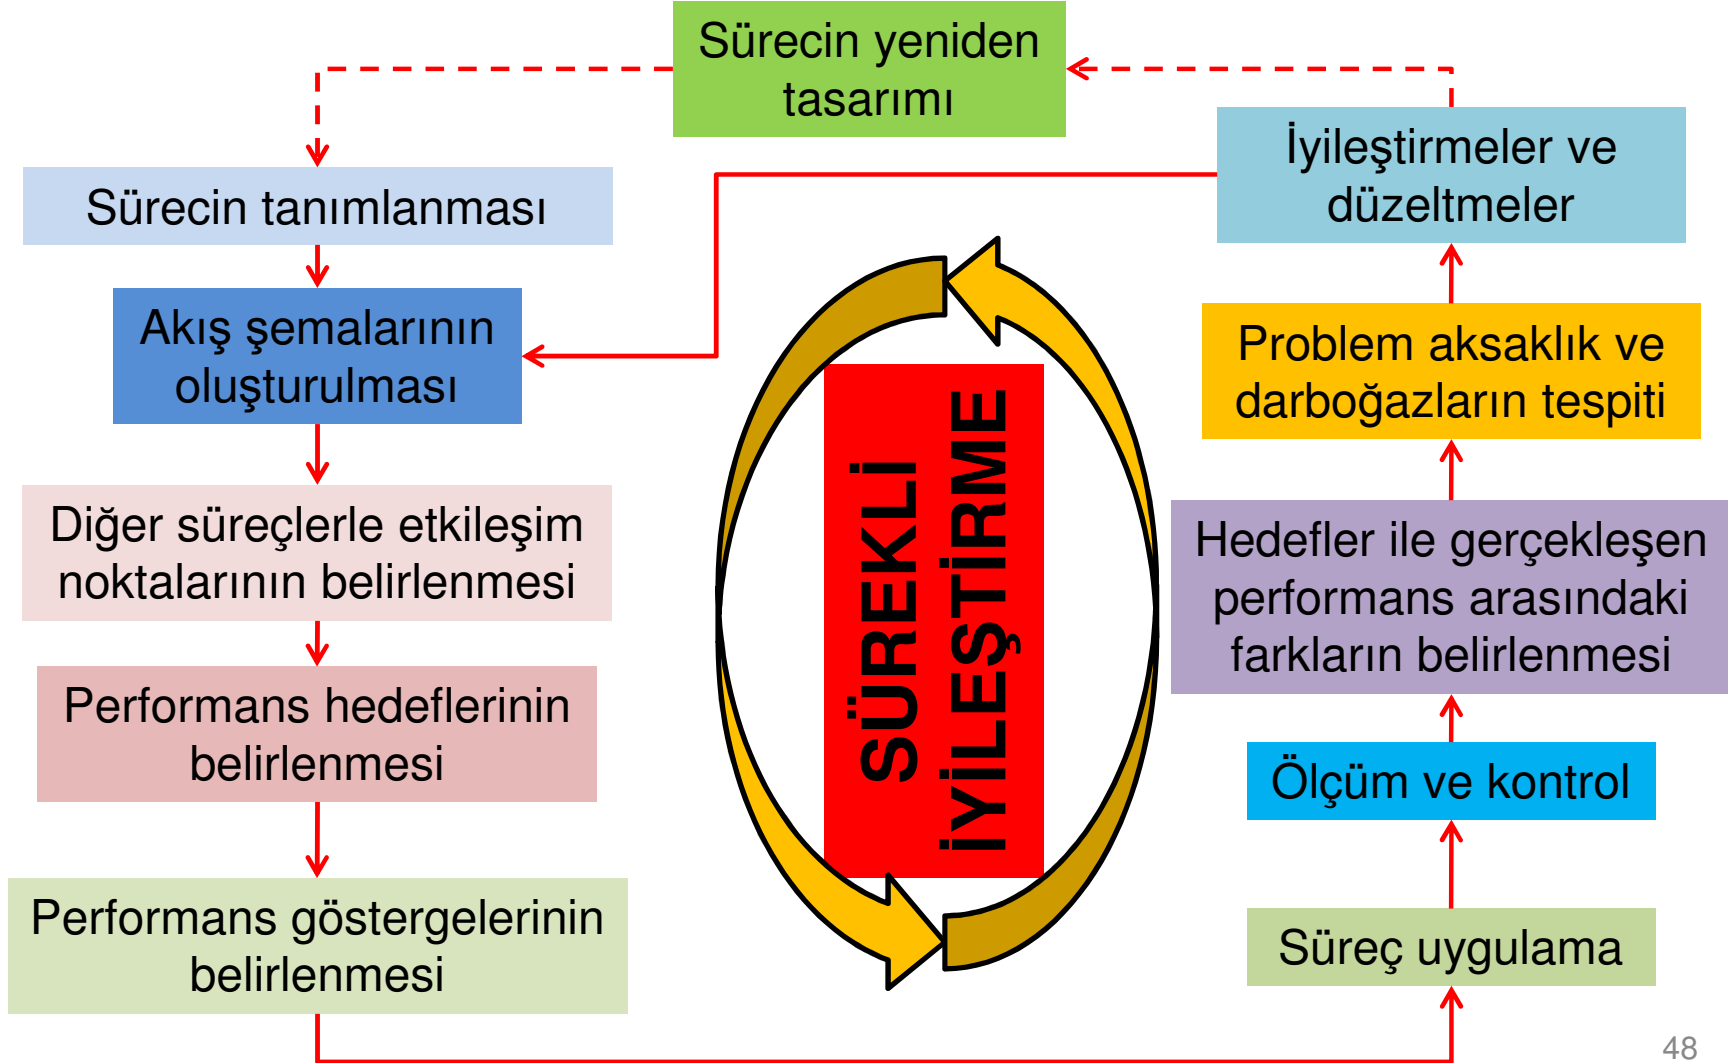 Sürecin yeniden
tasarımı
Sürecin tanımlanması
Akış şemalarının
oluşturulması
Diğer süreçlerle etkileşim
noktalarının belirlenmesi
Performans hedeflerinin
belirlenmesi
Performans göstergelerinin
belirlenmesi
SÜREKLİ
İYİLEŞTİRME
İyileştirmeler ve
düzeltmeler
Problem aksaklık ve
darboğazların tespiti
Hedefler ile gerçekleşen
performans arasındaki
farkların belirlenmesi
Ölçüm ve kontrol
Süreç uygulama
48